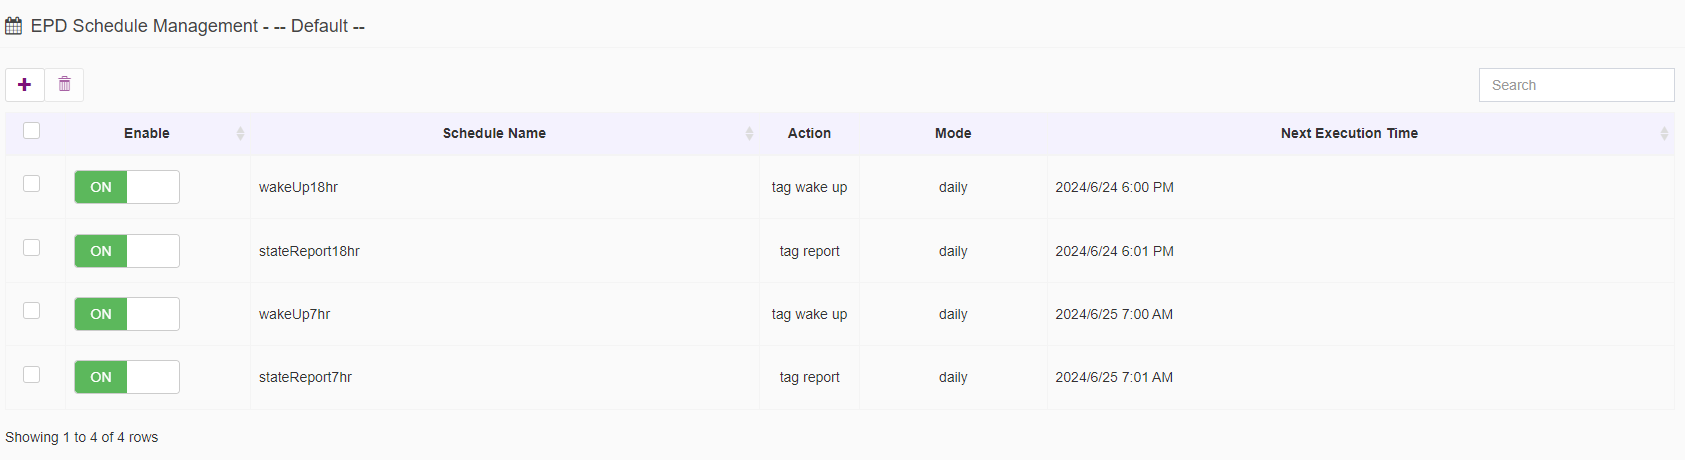 EPD Schedule Management - -- Default --
Search
Enable Schedule Name Action Mode Next Execution Time
ON wakeUp18hr tag wake up daily 2024/6/24 6:00 PM
ON stateReport18hr tag report daily 2024/6/24 6:01 PM
ON wakeUp7hr tag wake up daily 2024/6/25 7:00 AM
ON stateReport7hr tag report daily 2024/6/25 7:01 AM
Showing 1 to 4 of 4 rows